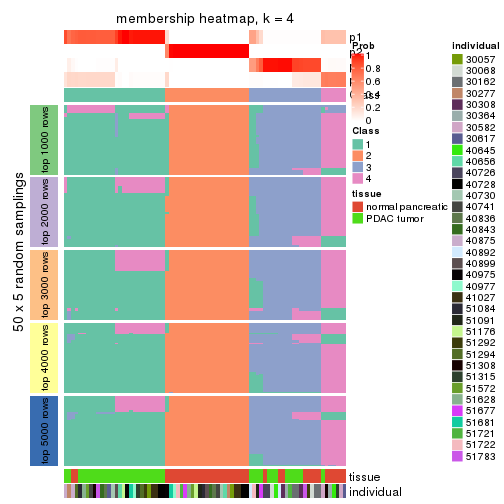 membership heatmap, k = 4
p1
Prob
1
0.8
0.6
0.4
0.2
0
Class
1
2
3
4
tissue
normal pancreatic
PDAC tumor
individual
30057
30068
30162
30277
30308
30364
30582
30617
40645
40656
40726
40728
40730
40741
40836
40843
40875
40892
40899
40975
40977
41027
51084
51091
51176
51292
51294
51308
51315
51572
51628
51677
51681
51721
51722
51783
50 x 5 random samplings
top 1000 rows
top 2000 rows
top 3000 rows
top 4000 rows
top 5000 rows
tissue
individual